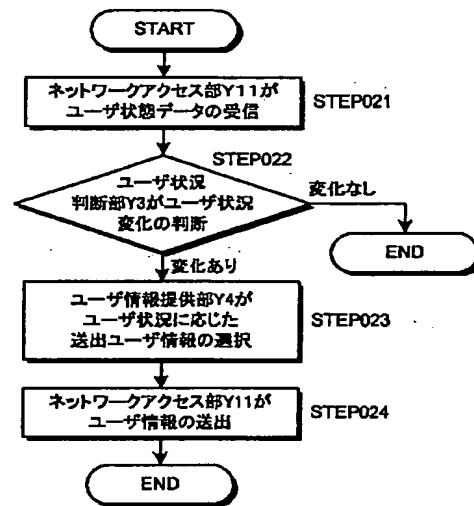 START
ネットワークアクセス部Y11が
ユーザ状態データの受信
STEP021
STEP022
ユーザ状況
判断部Y3がユーザ状況
変化の判断
変化なし
END
変化あり
ユーザ情報提供部Y4が
ユーザ状況に応じた
送出ユーザ情報の選択
STEP023
ネットワークアクセス部Y11が
ユーザ情報の送出
STEP024
END